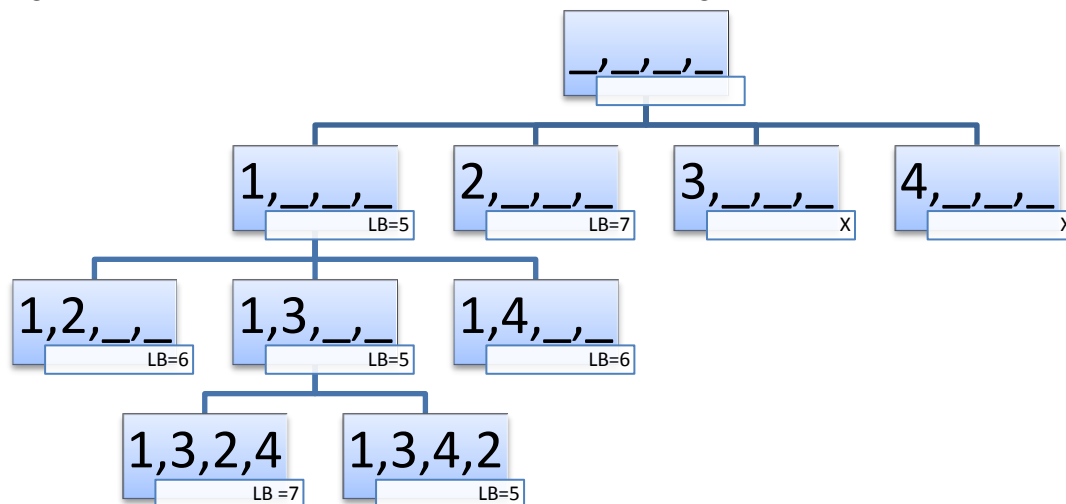 _,_,_,_
1,_,_,_
LB=5
2,_,_,_
LB=7
3,_,_,_
X
4,_,_,_
X
1,2,_,_
LB=6
1,3,_,_
LB=5
1,4,_,_
LB=6
1,3,2,4
LB =7
1,3,4,2
LB=5